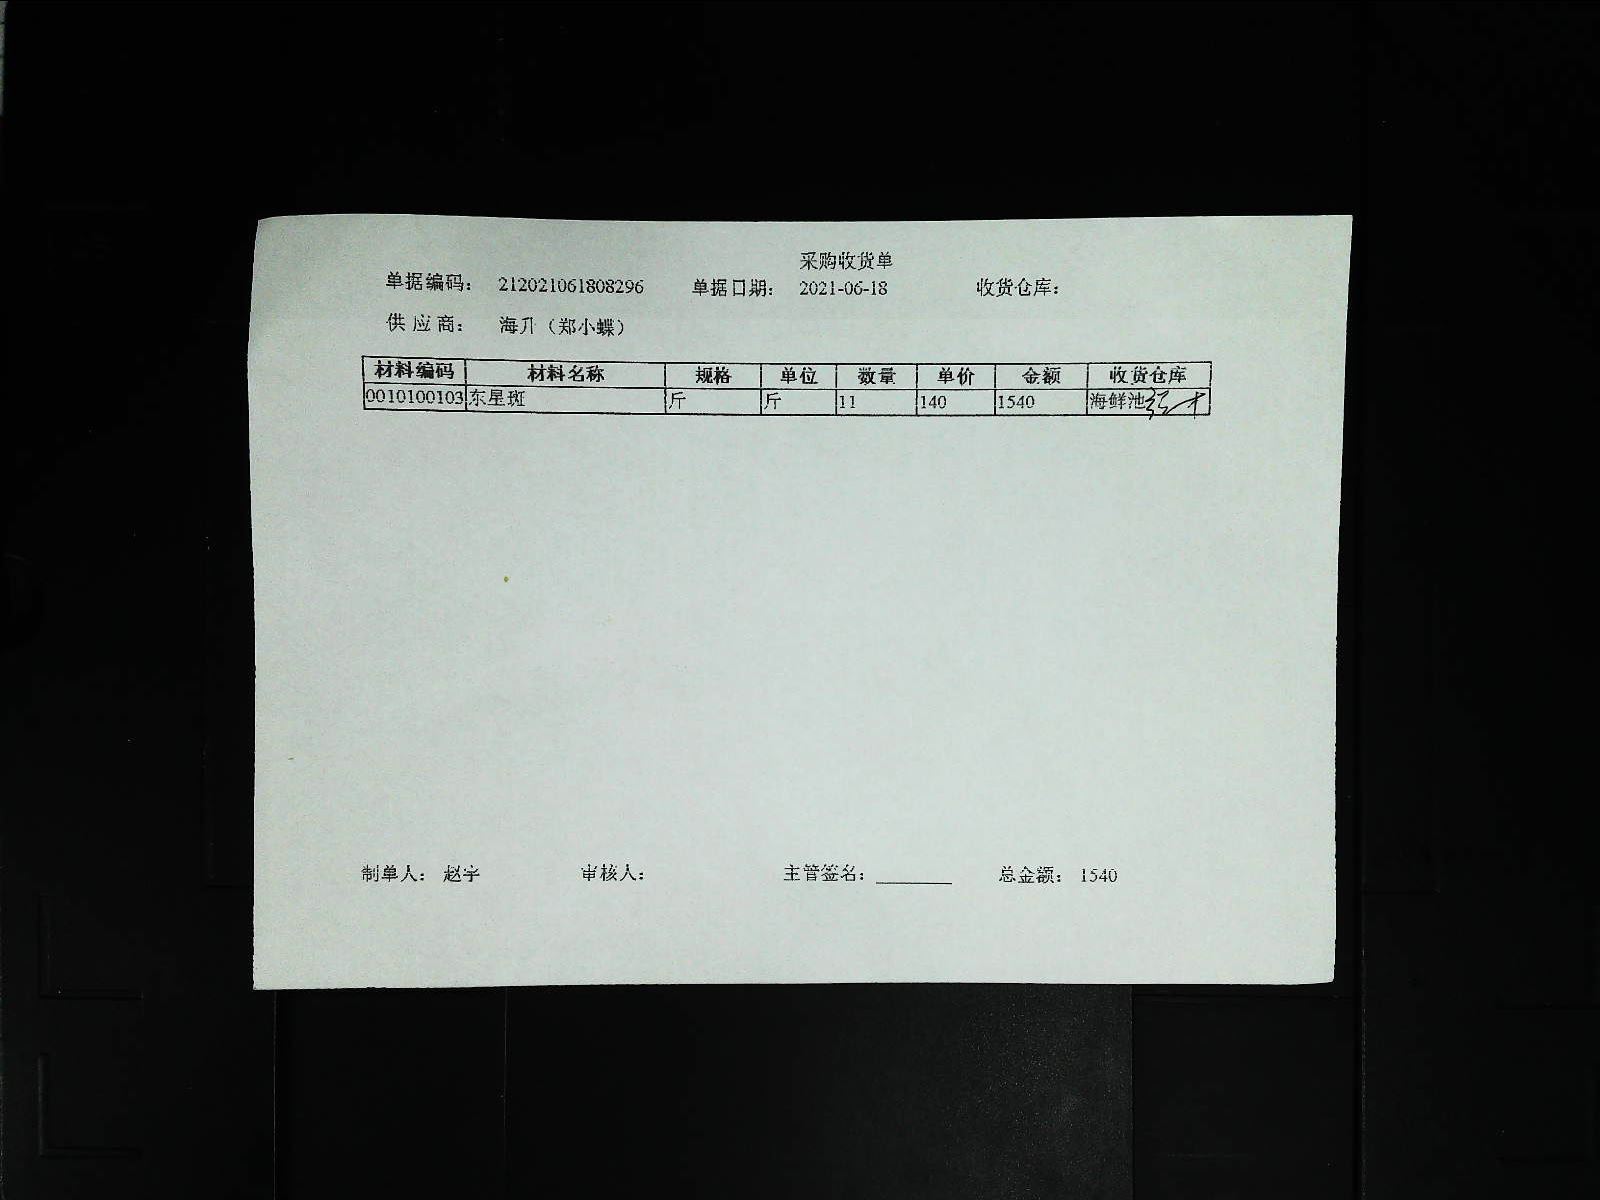 采购收货单
单据编码： 212021061808296 单据日期： 2021-06-18 收货仓库：
供 应 商： 海升（郑小蝶）
材料编码 材料名称 规格 单位 数量 单价 金额 收货仓库
0010100103 东星斑 斤 斤 11 140 1540 海鲜池
制单人： 赵宇 审核人： 主管签名： 总金额： 1540